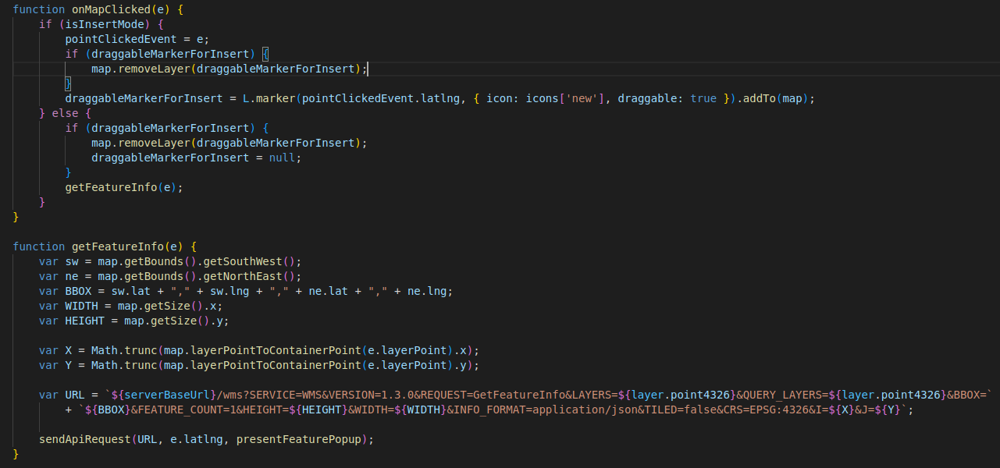 function onMapClicked(e) {
    if (isInsertMode) {
        pointClickedEvent = e;
        if (draggableMarkerForInsert) {
            map.removeLayer(draggableMarkerForInsert);
        }
        draggableMarkerForInsert = L.marker(pointClickedEvent.latlng, { icon: icons['new'], draggable: true }).addTo(map);
    } else {
        if (draggableMarkerForInsert) {
            map.removeLayer(draggableMarkerForInsert);
            draggableMarkerForInsert = null;
        }
        getFeatureInfo(e);
    }
}

function getFeatureInfo(e) {
    var sw = map.getBounds().getSouthWest();
    var ne = map.getBounds().getNorthEast();
    var BBOX = sw.lat + "," + sw.lng + "," + ne.lat + "," + ne.lng;
    var WIDTH = map.getSize().x;
    var HEIGHT = map.getSize().y;

    var X = Math.trunc(map.layerPointToContainerPoint(e.layerPoint).x);
    var Y = Math.trunc(map.layerPointToContainerPoint(e.layerPoint).y);

    var URL = `${serverBaseUrl}/wms?SERVICE=WMS&VERSION=1.3.0&REQUEST=GetFeatureInfo&LAYERS=${layer.point4326}&QUERY_LAYERS=${layer.point4326}&BBOX=`
        + `${BBOX}&FEATURE_COUNT=1&HEIGHT=${HEIGHT}&WIDTH=${WIDTH}&INFO_FORMAT=application/json&TILED=false&CRS=EPSG:4326&I=${X}&J=${Y}`;

    sendApiRequest(URL, e.latlng, presentFeaturePopup);
}